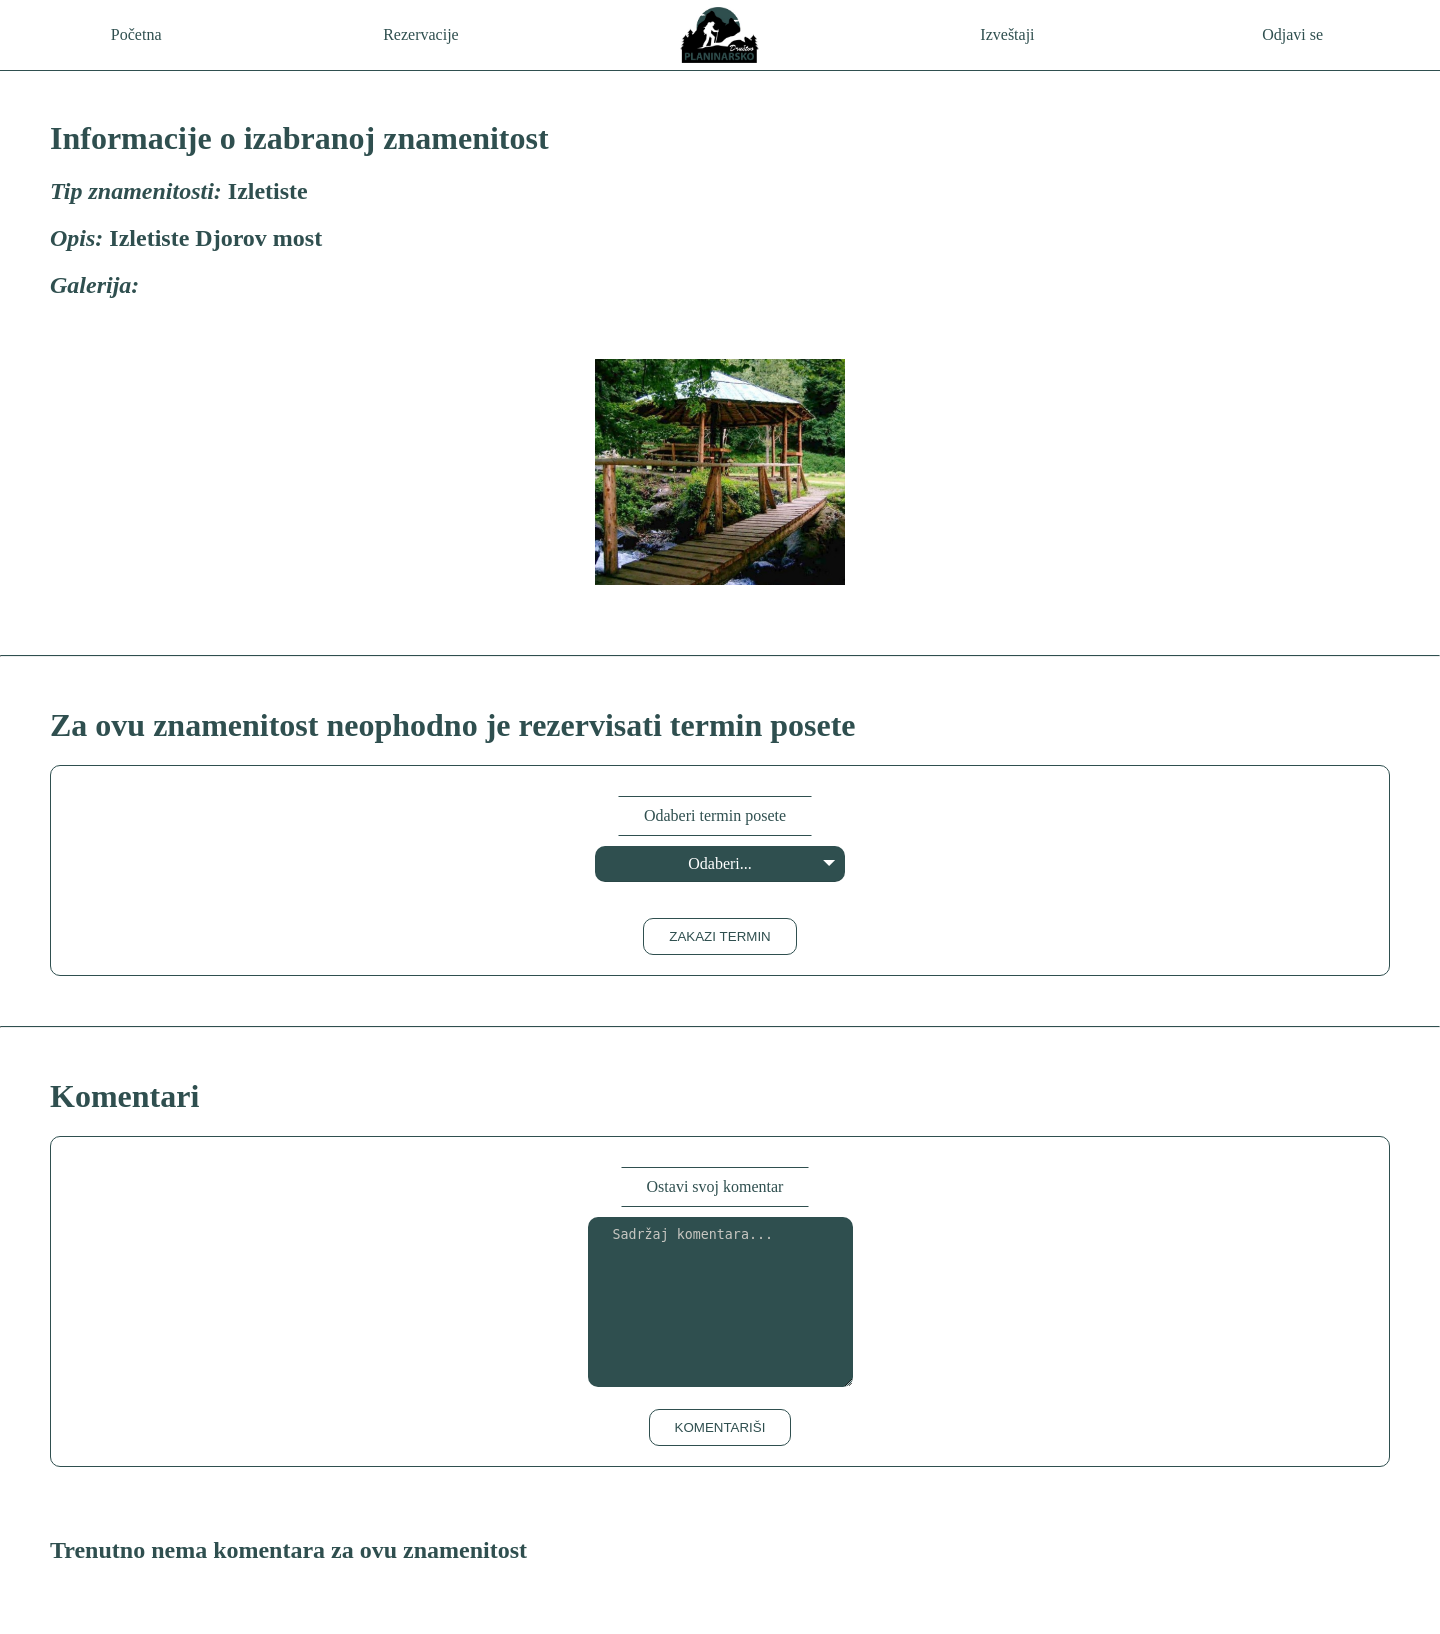 Početna
Rezervacije
Društvo
PLANINARSKO
Izveštaji
Odjavi se
Informacije o izabranoj znamenitost
Tip znamenitosti: Izletiste
Opis: Izletiste Djorov most
Galerija:
Za ovu znamenitost neophodno je rezervisati termin posete
Odaberi termin posete
Odaberi...
ZAKAZI TERMIN
Komentari
Ostavi svoj komentar
Sadržaj komentara...
KOMENTARIŠI
Trenutno nema komentara za ovu znamenitost